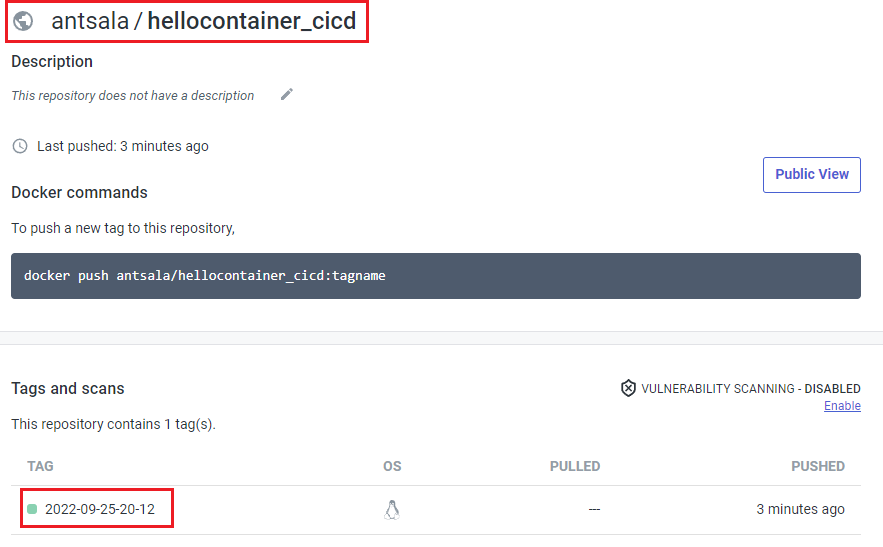 antsala / hellocontainer_cicd
Description
This repository does not have a description
Last pushed: 3 minutes ago
Public View
Docker commands
To push a new tag to this repository,
docker push antsala/hellocontainer_cicd:tagname
Tags and scans
VULNERABILITY SCANNING - DISABLED
Enable
This repository contains 1 tag(s).
TAG OS PULLED PUSHED
2022-09-25-20-12 --- 3 minutes ago